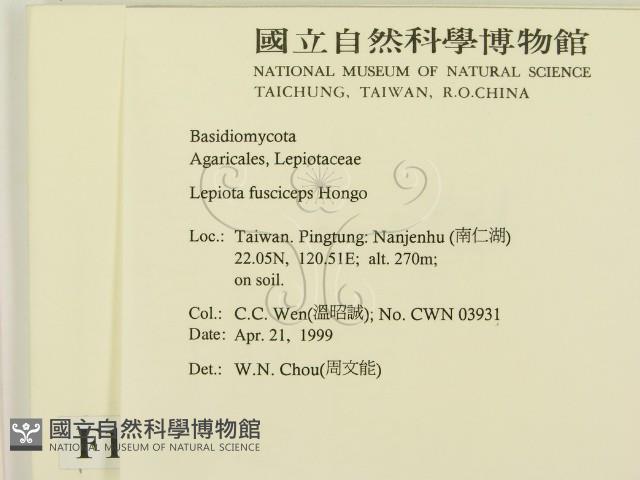 國立自然科學博物館
NATIONAL MUSEUM OF NATURAL SCIENCE
TAICHUNG, TAIWAN, R.O.CHINA
Basidiomycota
Agaricales, Lepiotaceae
Lepiota fusciceps Hongo
Loc.: Taiwan. Pingtung: Nanjenhu (南仁湖)
22.05N, 120.51E; alt. 270m;
on soil.
Col.: C.C. Wen(溫昭誠); No. CWN 03931
Date: Apr. 21, 1999
Det.: W.N. Chou(周文能)
國立自然科學博物館
NATIONAL MUSEUM OF NATURAL SCIENCE